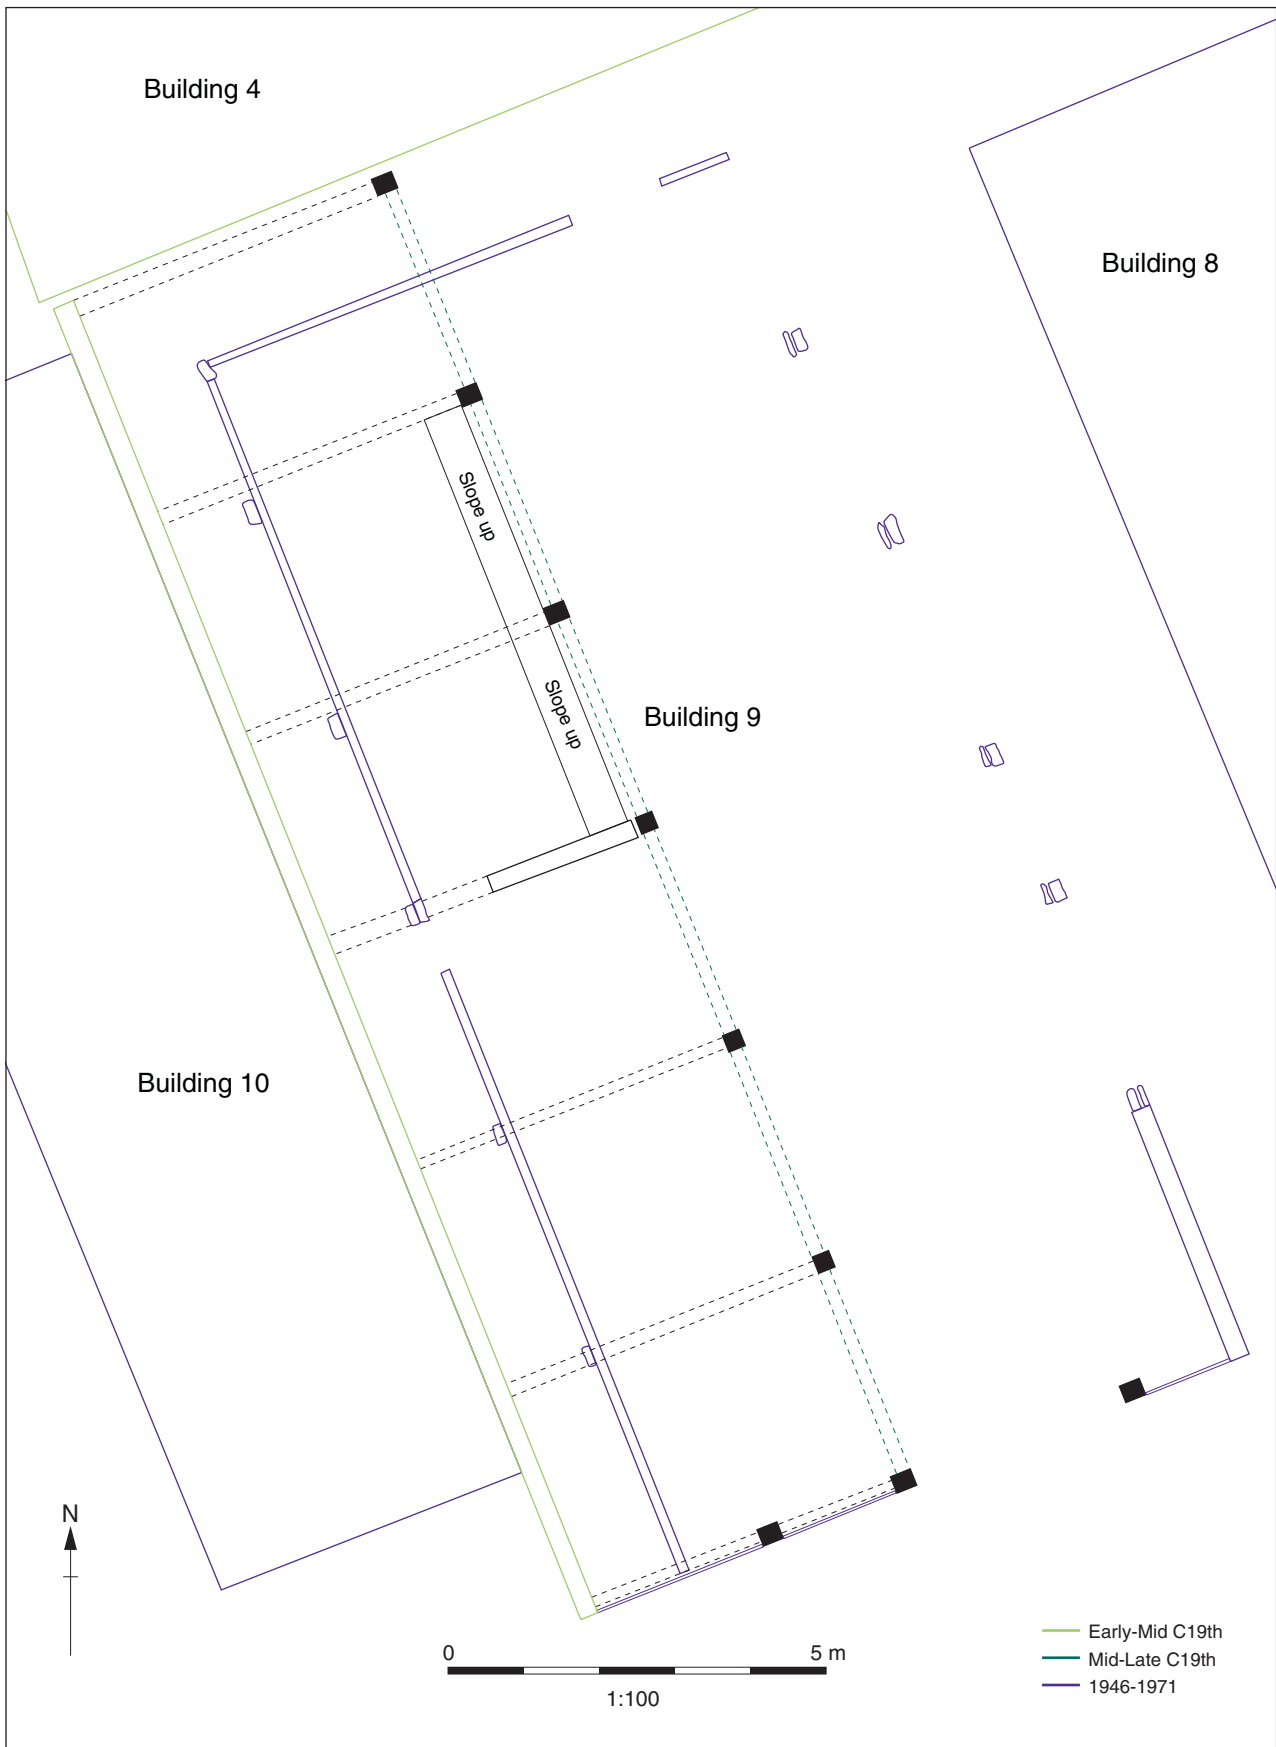 Building 4
Building 8
Slope up
Slope up
Building 9
Building 10
N
0 5 m
1:100
Early-Mid C19th
Mid-Late C19th
1946-1971